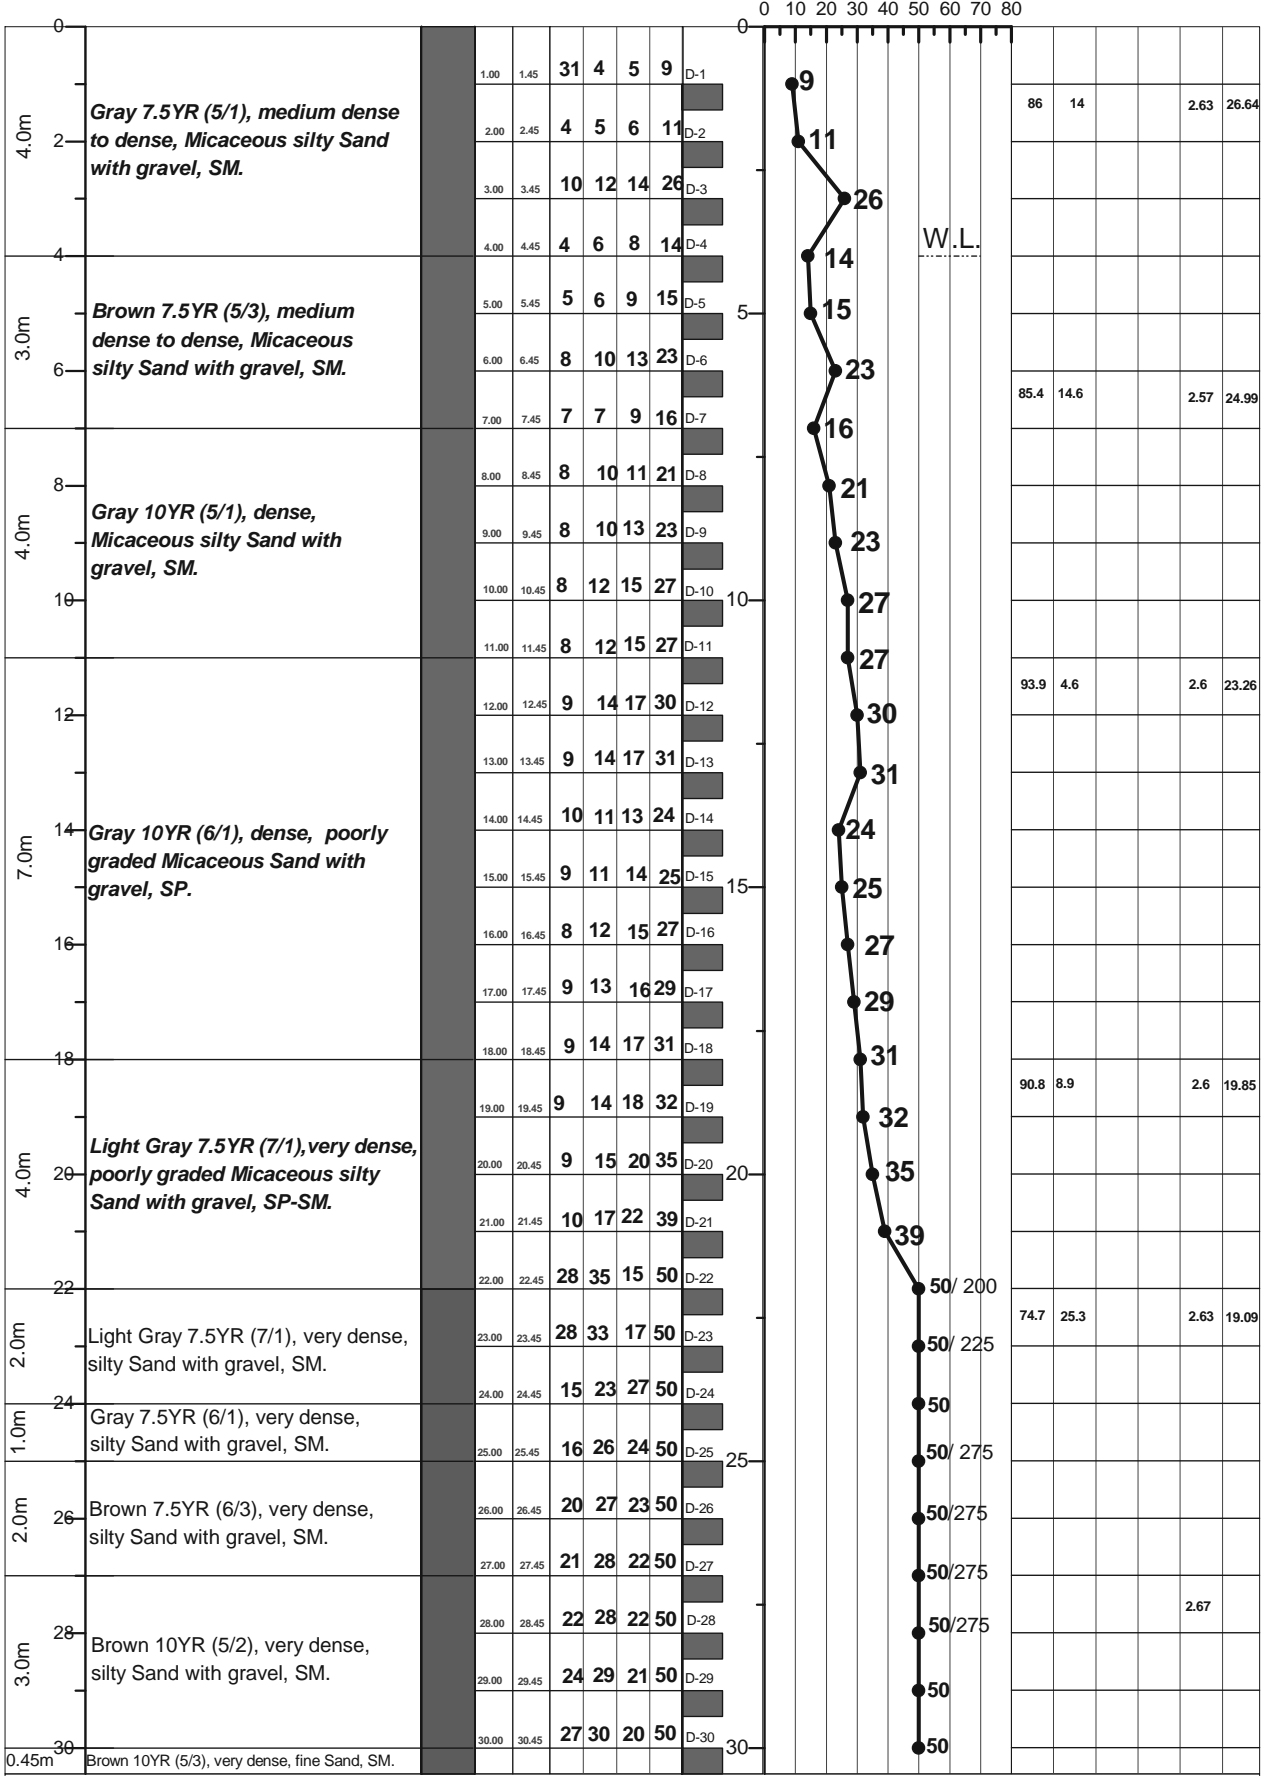 0 10 20 30 40 50 60 70 80
0 0
1.00 1.45 31 4 5 9 D-1 9
4.0m
Gray 7.5YR (5/1), medium dense
to dense, Micaceous silty Sand
with gravel, SM.
86 14 2.63 26.64
2 2.00 2.45 4 5 6 11 D-2 11
3.00 3.45 10 12 14 26 D-3 26
W.L.
4 4.00 4.45 4 6 8 14 D-4 14
3.0m
Brown 7.5YR (5/3), medium
dense to dense, Micaceous
silty Sand with gravel, SM.
5.00 5.45 5 6 9 15 D-5 5 15
6 6.00 6.45 8 10 13 23 D-6 23
85.4 14.6 2.57 24.99
7.00 7.45 7 7 9 16 D-7 16
8 8.00 8.45 8 10 11 21 D-8 21
4.0m
Gray 10YR (5/1), dense,
Micaceous silty Sand with
gravel, SM.
9.00 9.45 8 10 13 23 D-9 23
10 10.00 10.45 8 12 15 27 D-10 10 27
11.00 11.45 8 12 15 27 D-11 27
93.9 4.6 2.6 23.26
12 12.00 12.45 9 14 17 30 D-12 30
13.00 13.45 9 14 17 31 D-13 31
14 14.00 14.45 10 11 13 24 D-14 24
7.0m
Gray 10YR (6/1), dense, poorly
graded Micaceous Sand with
gravel, SP.
15.00 15.45 9 11 14 25 D-15 15 25
16 16.00 16.45 8 12 15 27 D-16 27
17.00 17.45 9 13 16 29 D-17 29
18 18.00 18.45 9 14 17 31 D-18 31
90.8 8.9 2.6 19.85
19.00 19.45 9 14 18 32 D-19 32
4.0m
Light Gray 7.5YR (7/1),very dense,
poorly graded Micaceous silty
Sand with gravel, SP-SM.
20 20.00 20.45 9 15 20 35 D-20 20 35
21.00 21.45 10 17 22 39 D-21 39
22 22.00 22.45 28 35 15 50 D-22 50/ 200
74.7 25.3 2.63 19.09
2.0m
Light Gray 7.5YR (7/1), very dense,
silty Sand with gravel, SM.
23.00 23.45 28 33 17 50 D-23 50/ 225
24 24.00 24.45 15 23 27 50 D-24 50
1.0m
Gray 7.5YR (6/1), very dense,
silty Sand with gravel, SM.
25.00 25.45 16 26 24 50 D-25 25 50/ 275
2.0m
Brown 7.5YR (6/3), very dense,
silty Sand with gravel, SM.
26 26.00 26.45 20 27 23 50 D-26 50/275
27.00 27.45 21 28 22 50 D-27 50/275
2.67
28 28.00 28.45 22 28 22 50 D-28 50/275
3.0m
Brown 10YR (5/2), very dense,
silty Sand with gravel, SM.
29.00 29.45 24 29 21 50 D-29 50
30 30.00 30.45 27 30 20 50 D-30 30 50
0.45m Brown 10YR (5/3), very dense, fine Sand, SM.